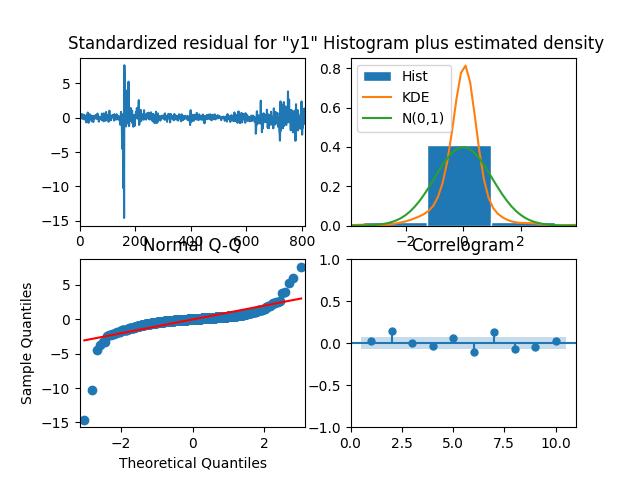 Standardized residual for "y1"
Histogram plus estimated density
5
0
−5
−10
−15
0 200 400 600 800
0.8
0.6
0.4
0.2
0.0
Hist
KDE
N(0,1)
−2 0 2
Normal Q-Q
Correlogram
Sample Quantiles
5
0
−5
−10
−15
−2 0 2
Theoretical Quantiles
1.0
0.5
0.0
−0.5
−1.0
0.0 2.5 5.0 7.5 10.0